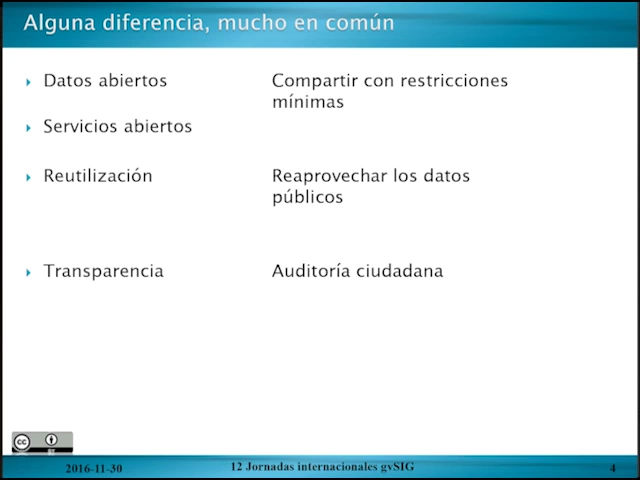 Alguna diferencia, mucho en común
Datos abiertos
Compartir con restricciones
mínimas
Servicios abiertos
Reutilización
Reaprovechar los datos
públicos
Transparencia
Auditoría ciudadana
cc
2016-11-30
12 Jornadas internacionales gvSIG
4